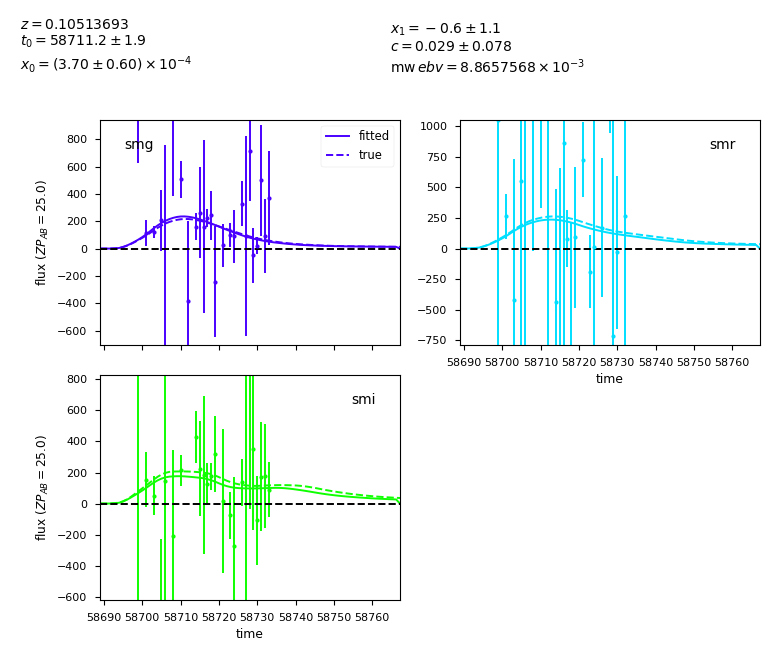 z = 0.10513693
t₀ = 58711.2 ± 1.9
x₀ = (3.70 ± 0.60) × 10⁻⁴
x₁ = −0.6 ± 1.1
c = 0.029 ± 0.078
mw ebv = 8.8657568 × 10⁻³
smg
fitted
true
800
600
400
200
0
−200
−400
−600
flux (ZP_AB = 25.0)
smr
1000
750
500
250
0
−250
−500
−750
58690 58700 58710 58720 58730 58740 58750 58760
time
smi
800
600
400
200
0
−200
−400
−600
flux (ZP_AB = 25.0)
58690 58700 58710 58720 58730 58740 58750 58760
time